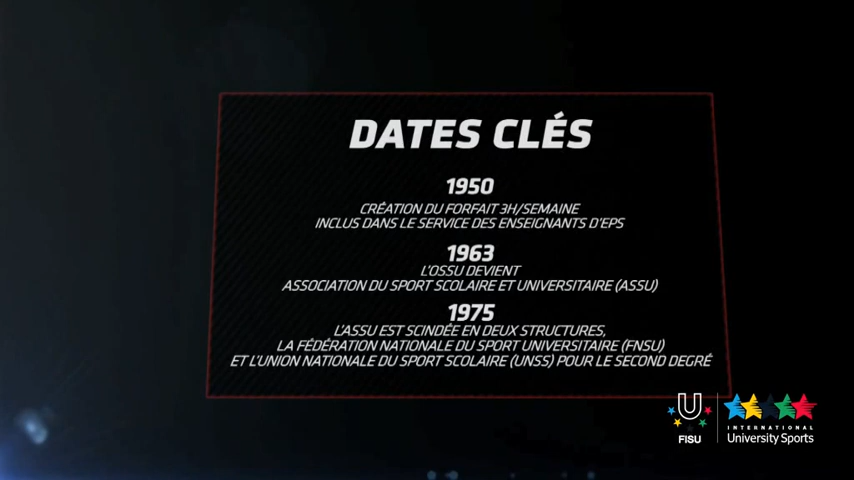 DATES CLÉS
1950
CRÉATION DU FORFAIT 3H/SEMAINE
INCLUS DANS LE SERVICE DES ENSEIGNANTS D'EPS
1963
L'OSSU DEVIENT
ASSOCIATION DU SPORT SCOLAIRE ET UNIVERSITAIRE (ASSU)
1975
L'ASSU EST SCINDÉE EN DEUX STRUCTURES,
LA FÉDÉRATION NATIONALE DU SPORT UNIVERSITAIRE (FNSU)
ET L'UNION NATIONALE DU SPORT SCOLAIRE (UNSS) POUR LE SECOND DEGRÉ
FISU
INTERNATIONAL
University Sports